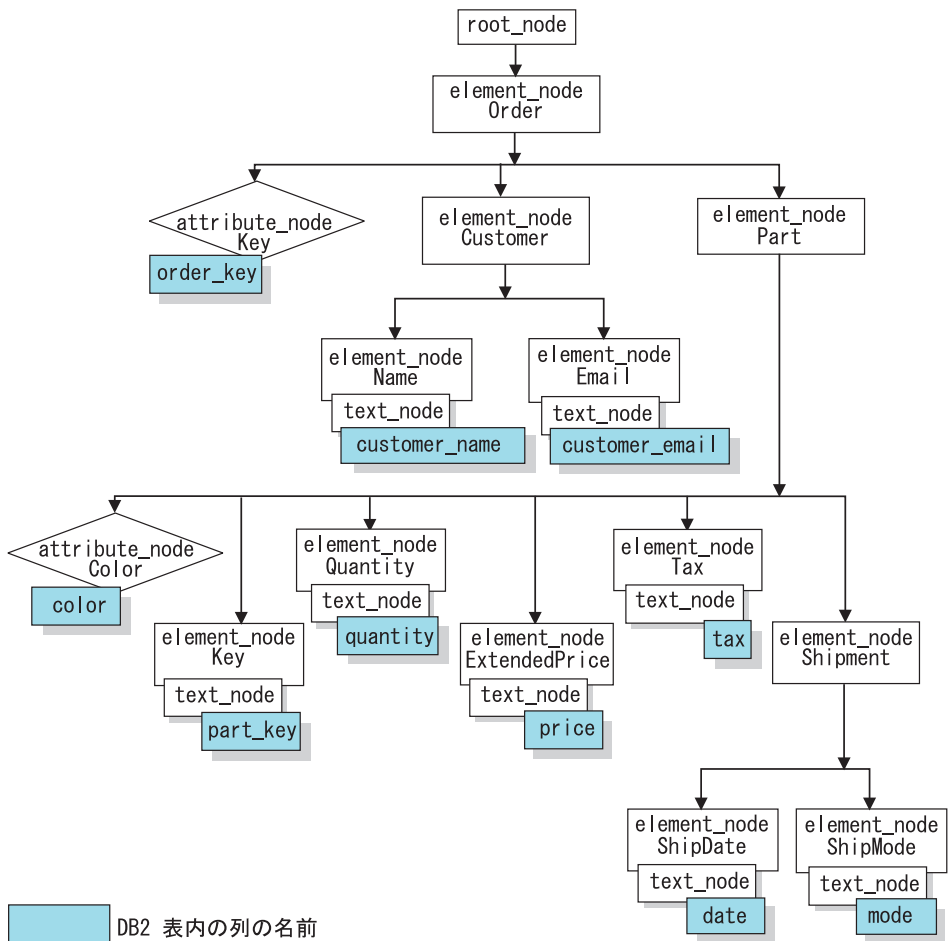 root_node
element_node
Order
attribute_node
Key
order_key
element_node
Customer
element_node
Part
element_node
Name
text_node
customer_name
element_node
Email
text_node
customer_email
attribute_node
Color
color
element_node
Key
text_node
part_key
element_node
Quantity
text_node
quantity
element_node
ExtendedPrice
text_node
price
element_node
Tax
text_node
tax
element_node
Shipment
element_node
ShipDate
text_node
date
element_node
ShipMode
text_node
mode
DB2 表内の列の名前